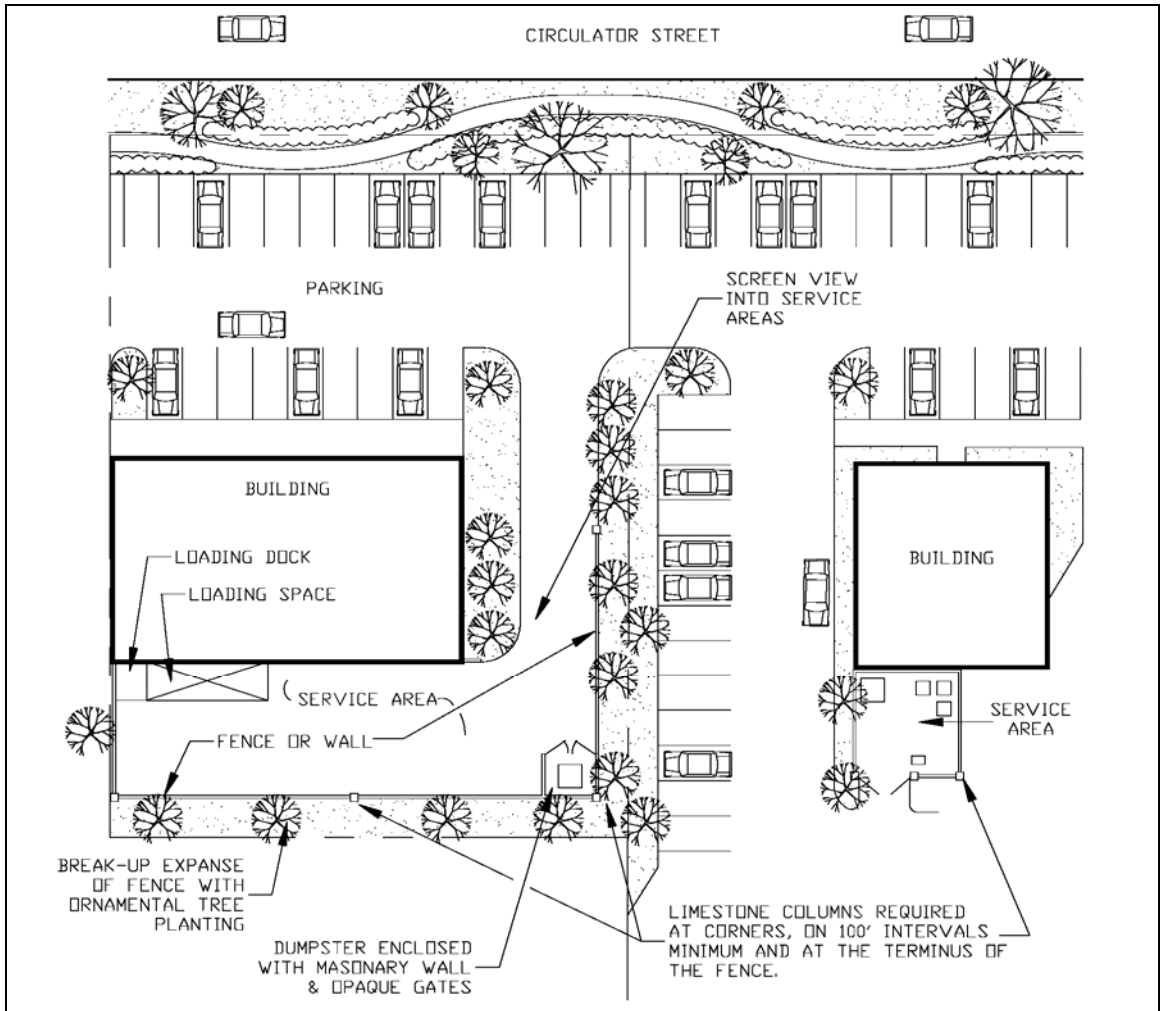 CIRCULATOR STREET
SCREEN VIEW
INTO SERVICE
AREAS
PARKING
BUILDING
LOADING DOCK
LOADING SPACE
BUILDING
SERVICE AREA
SERVICE
AREA
FENCE OR WALL
BREAK-UP EXPANSE
OF FENCE WITH
ORNAMENTAL TREE
PLANTING
LIMESTONE COLUMNS REQUIRED
AT CORNERS, ON 100' INTERVALS
MINIMUM AND AT THE TERMINUS OF
THE FENCE.
DUMPSTER ENCLOSED
WITH MASONARY WALL
& OPAQUE GATES